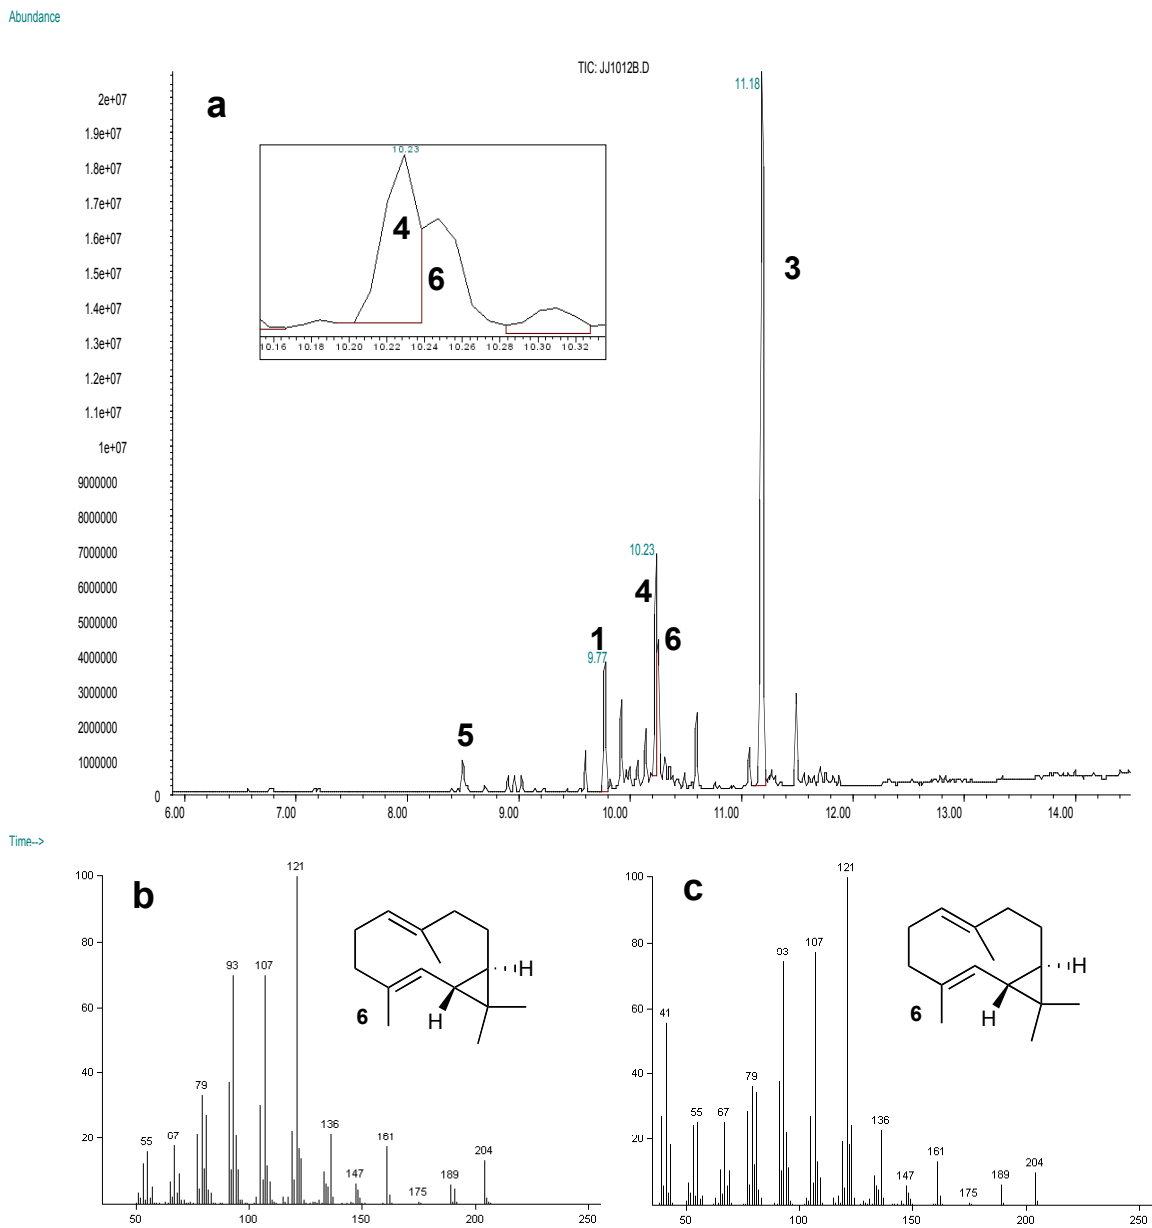 Abundance
TIC: JJ1012B.D
11.18
a
2e+07
1.9e+07
1.8e+07
1.7e+07
1.6e+07
1.5e+07
1.4e+07
1.3e+07
1.2e+07
1.1e+07
1e+07
9000000
8000000
7000000
6000000
5000000
4000000
3000000
2000000
1000000
0
10.23
4
6
10.16 10.18 10.20 10.22 10.24 10.26 10.28 10.30 10.32
3
10.23
4
1
6
9.77
5
6.00 7.00 8.00 9.00 10.00 11.00 12.00 13.00 14.00
Time-->
b
100
80
60
40
20
55 67 79 93 107 121 136 147 161 175 189 204
H
H
6
50 100 150 200 250
c
100
80
60
40
20
41 55 67 79 93 107 121 136 147 161 175 189 204
H
H
6
50 100 150 200 250